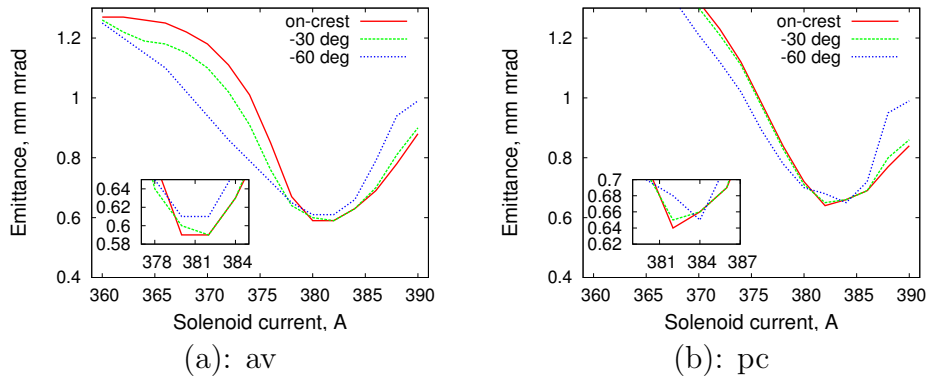 on-crest
-30 deg
-60 deg
Emittance, mm mrad
1.2
1
0.8
0.6
0.4
0.64
0.62
0.6
0.58
378 381 384
360 365 370 375 380 385 390
Solenoid current, A
(a): av
on-crest
-30 deg
-60 deg
Emittance, mm mrad
1.2
1
0.8
0.6
0.4
0.7
0.68
0.66
0.64
0.62
381 384 387
360 365 370 375 380 385 390
Solenoid current, A
(b): pc